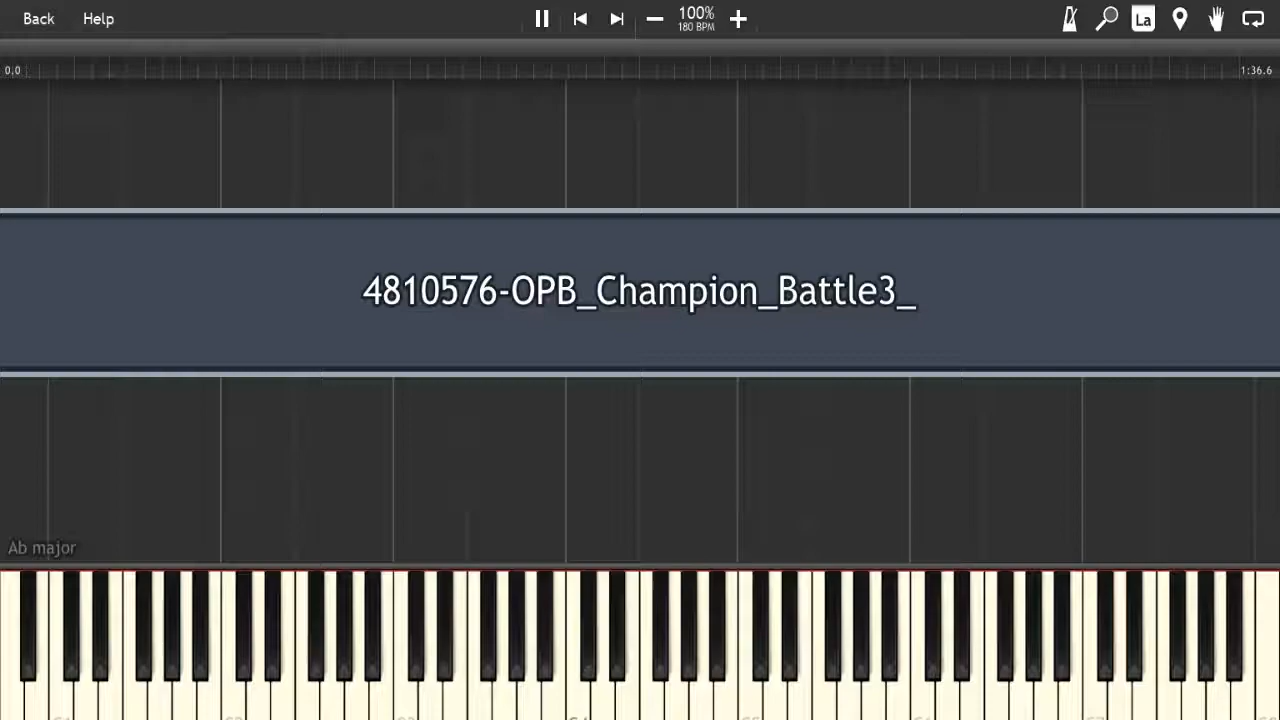 Back Help 100% La
180 BPM
0,0 1:36.6
4810576-OPB_Champion_Battle3_
Ab major